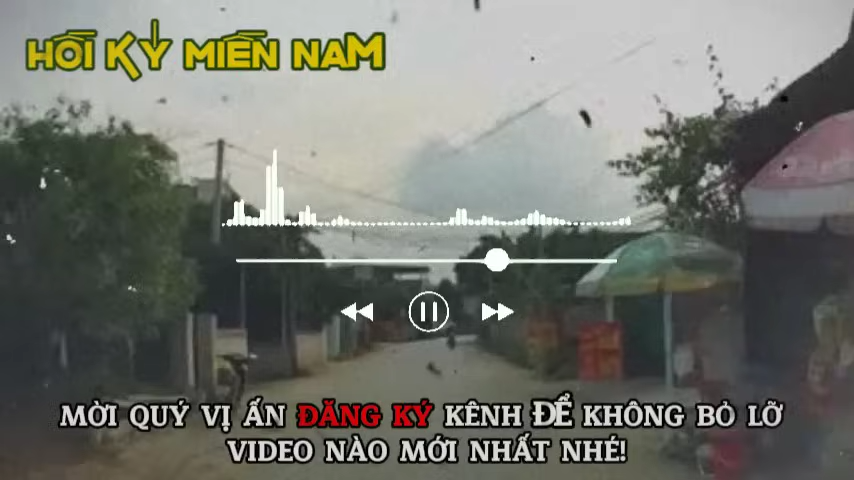 HỒI KÝ MIỀN NAM
MỜI QUÝ VỊ ẤN ĐĂNG KÝ KÊNH ĐỂ KHÔNG BỎ LỠ
VIDEO NÀO MỚI NHẤT NHÉ!